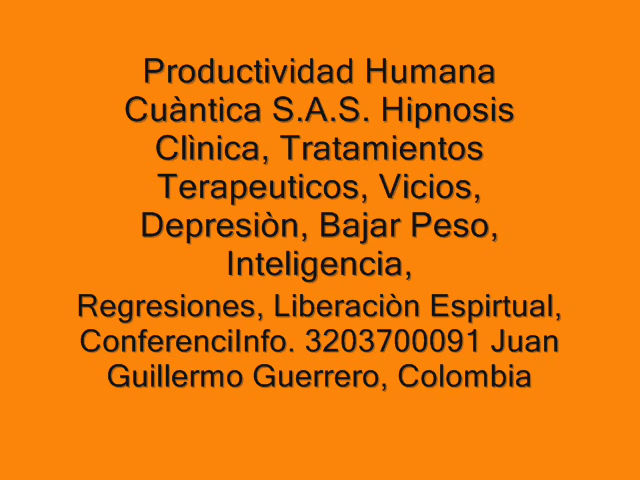 Productividad Humana
Cuàntica S.A.S. Hipnosis
Clìnica, Tratamientos
Terapeuticos, Vicios,
Depresiòn, Bajar Peso,
Inteligencia,
Regresiones, Liberaciòn Espirtual,
ConferenciInfo. 3203700091 Juan
Guillermo Guerrero, Colombia